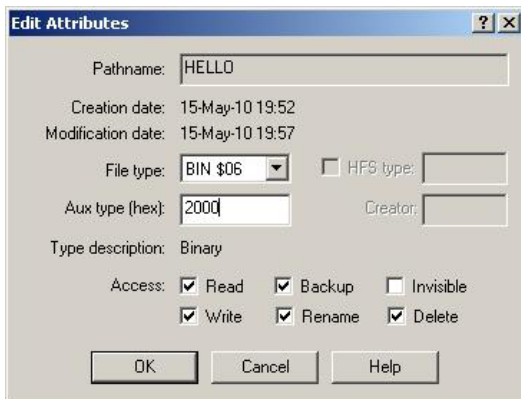 Edit Attributes
Pathname: HELLO
Creation date: 15-May-10 19:52
Modification date: 15-May-10 19:57
File type: BIN $06 HFS type:
Aux type (hex): 2000 Creator:
Type description: Binary
Access: Read Backup Invisible
Write Rename Delete
OK Cancel Help